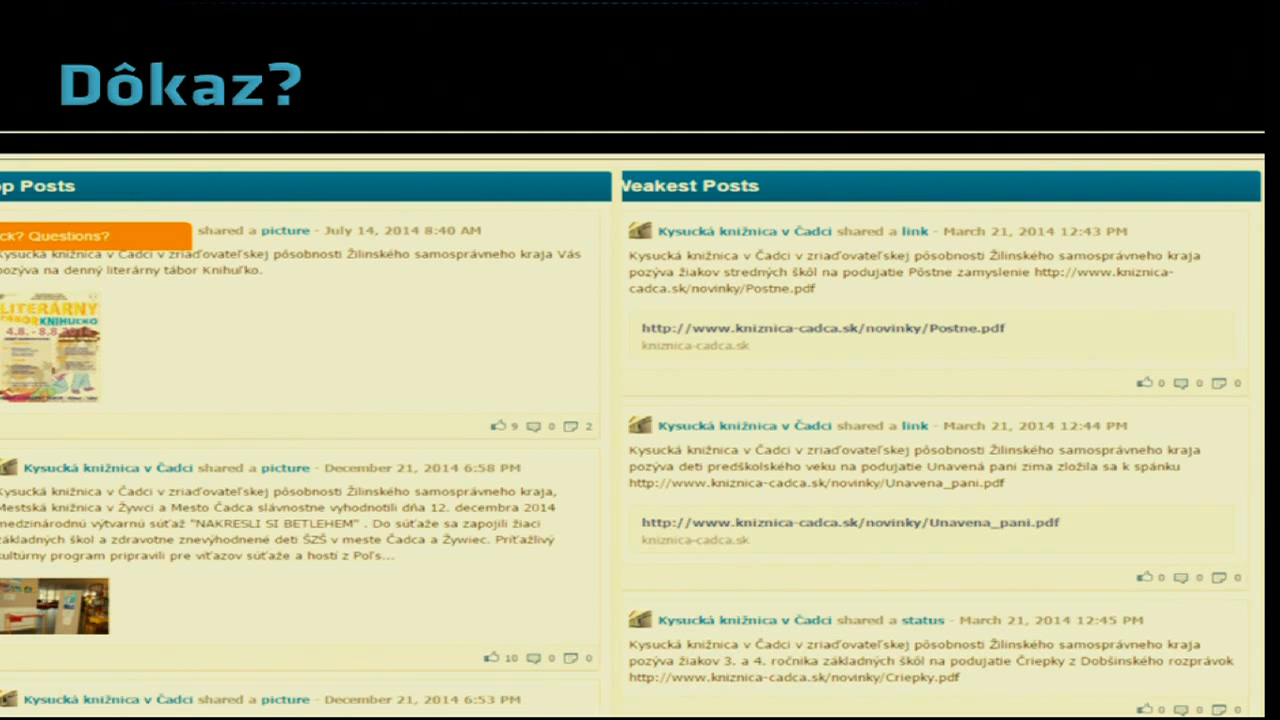 Dôkaz?
op Posts
ck? Questions?
shared a picture - July 14, 2014 8:40 AM
Kysucká knižnica v Čadci v zriaďovateľskej pôsobnosti Žilinského samosprávneho kraja Vás
pozýva na denný literárny tábor Knihuľko.
LITERÁRNY
TÁBOR KNIHUĽKO
4.8. - 8.8.
9 0 2
Kysucká knižnica v Čadci shared a picture - December 21, 2014 6:58 PM
Kysucká knižnica v Čadci v zriaďovateľskej pôsobnosti Žilinského samosprávneho kraja,
Mestská knižnica v Żywci a Mesto Čadca slávnostne vyhodnotili dňa 12. decembra 2014
medzinárodnú výtvarnú súťaž "NAKRESLI SI BETLEHEM" . Do súťaže sa zapojili žiaci
základných škol a zdravotne znevýhodnené deti ŠZŠ v meste Čadca a Żywiec. Príťažlivý
kultúrny program pripravili pre víťazov súťaže a hostí z Poľs...
10 0 0
Kysucká knižnica v Čadci shared a picture - December 21, 2014 6:53 PM
Weakest Posts
Kysucká knižnica v Čadci shared a link - March 21, 2014 12:43 PM
Kysucká knižnica v Čadci v zriaďovateľskej pôsobnosti Žilinského samosprávneho kraja
pozýva žiakov stredných škôl na podujatie Pôstne zamyslenie http://www.kniznica-
cadca.sk/novinky/Postne.pdf
http://www.kniznica-cadca.sk/novinky/Postne.pdf
kniznica-cadca.sk
0 0 0
Kysucká knižnica v Čadci shared a link - March 21, 2014 12:44 PM
Kysucká knižnica v Čadci v zriaďovateľskej pôsobnosti Žilinského samosprávneho kraja
pozýva deti predškolského veku na podujatie Unavená pani zima zložila sa k spánku
http://www.kniznica-cadca.sk/novinky/Unavená_pani.pdf
http://www.kniznica-cadca.sk/novinky/Unavena_pani.pdf
kniznica-cadca.sk
0 0 0
Kysucká knižnica v Čadci shared a status - March 21, 2014 12:45 PM
Kysucká knižnica v Čadci v zriaďovateľskej pôsobnosti Žilinského samosprávneho kraja
pozýva žiakov 3. a 4. ročníka základných škôl na podujatie Čriepky z Dobšinského rozprávok
http://www.kniznica-cadca.sk/novinky/Criepky.pdf
0 0 0